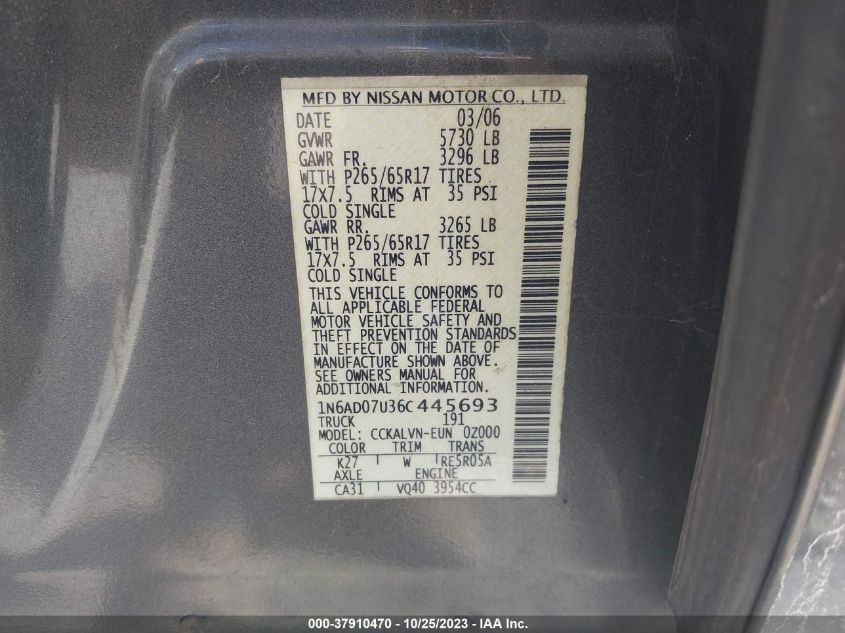 MFD BY NISSAN MOTOR CO., LTD.
DATE 03/06
GVWR 5730 LB
GAWR FR. 3296 LB
WITH P265/65R17 TIRES
17X7.5 RIMS AT 35 PSI
COLD SINGLE
GAWR RR. 3265 LB
WITH P265/65R17 TIRES
17X7.5 RIMS AT 35 PSI
COLD SINGLE
THIS VEHICLE CONFORMS TO
ALL APPLICABLE FEDERAL
MOTOR VEHICLE SAFETY AND
THEFT PREVENTION STANDARDS
IN EFFECT ON THE DATE OF
MANUFACTURE SHOWN ABOVE.
SEE OWNERS MANUAL FOR
ADDITIONAL INFORMATION.
1N6AD07U36C445693
TRUCK 191
MODEL: CCKALVN-EUN 0Z000
COLOR TRIM TRANS
K27 W RE5R05A
AXLE ENGINE
CA31 VQ40 3954CC
000-37910470 - 10/25/2023 - IAA Inc.